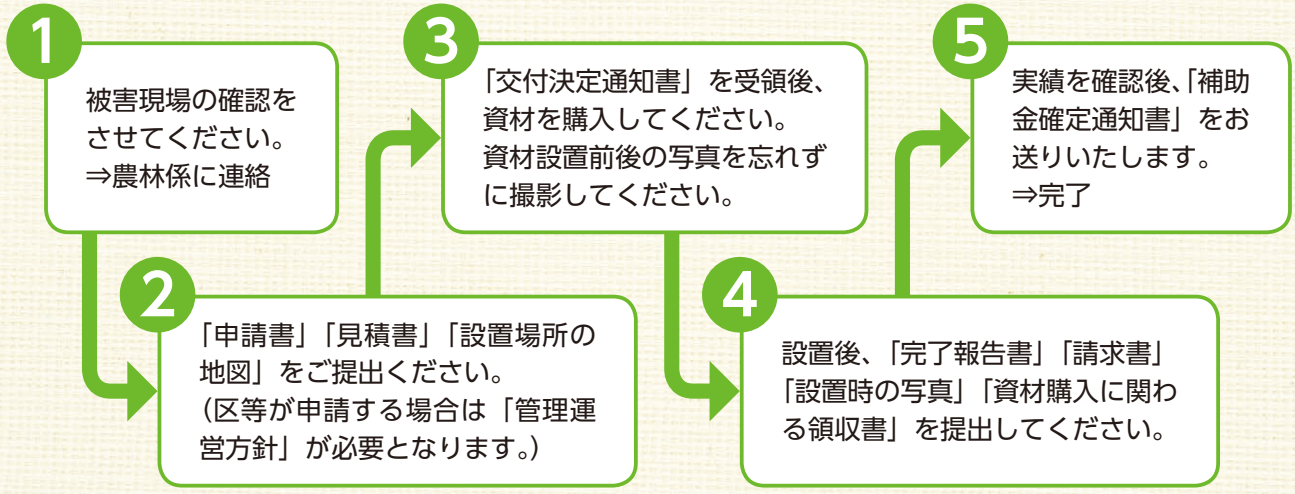 1
被害現場の確認を
させてください。
⇒農林係に連絡
2
「申請書」「見積書」「設置場所の
地図」をご提出ください。
（区等が申請する場合は「管理運
営方針」が必要となります。）
3
「交付決定通知書」を受領後、
資材を購入してください。
資材設置前後の写真を忘れず
に撮影してください。
4
設置後、「完了報告書」「請求書」
「設置時の写真」「資材購入に関わ
る領収書」を提出してください。
5
実績を確認後、「補助
金確定通知書」をお
送りいたします。
⇒完了